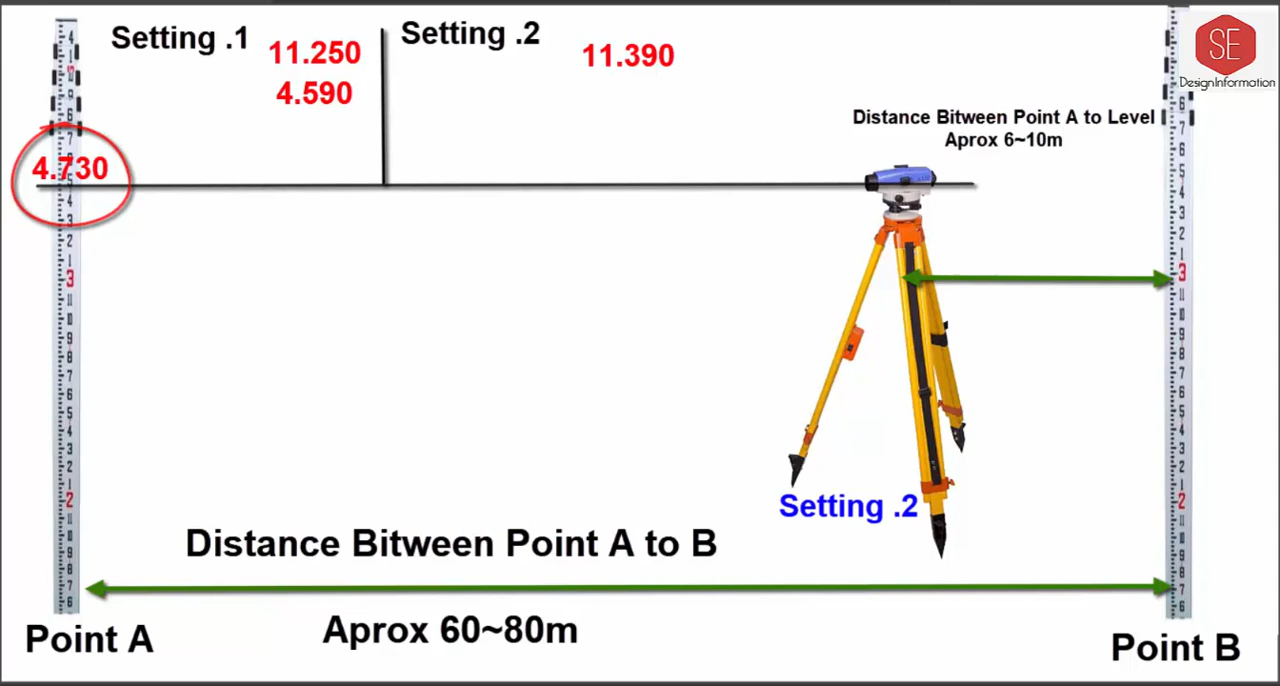 Setting .1
11.250
4.590
Setting .2
11.390
SE
DesignInformation
Distance Bitween Point A to Level
Aprox 6~10m
4.730
Setting .2
Distance Bitween Point A to B
Aprox 60~80m
Point A
Point B